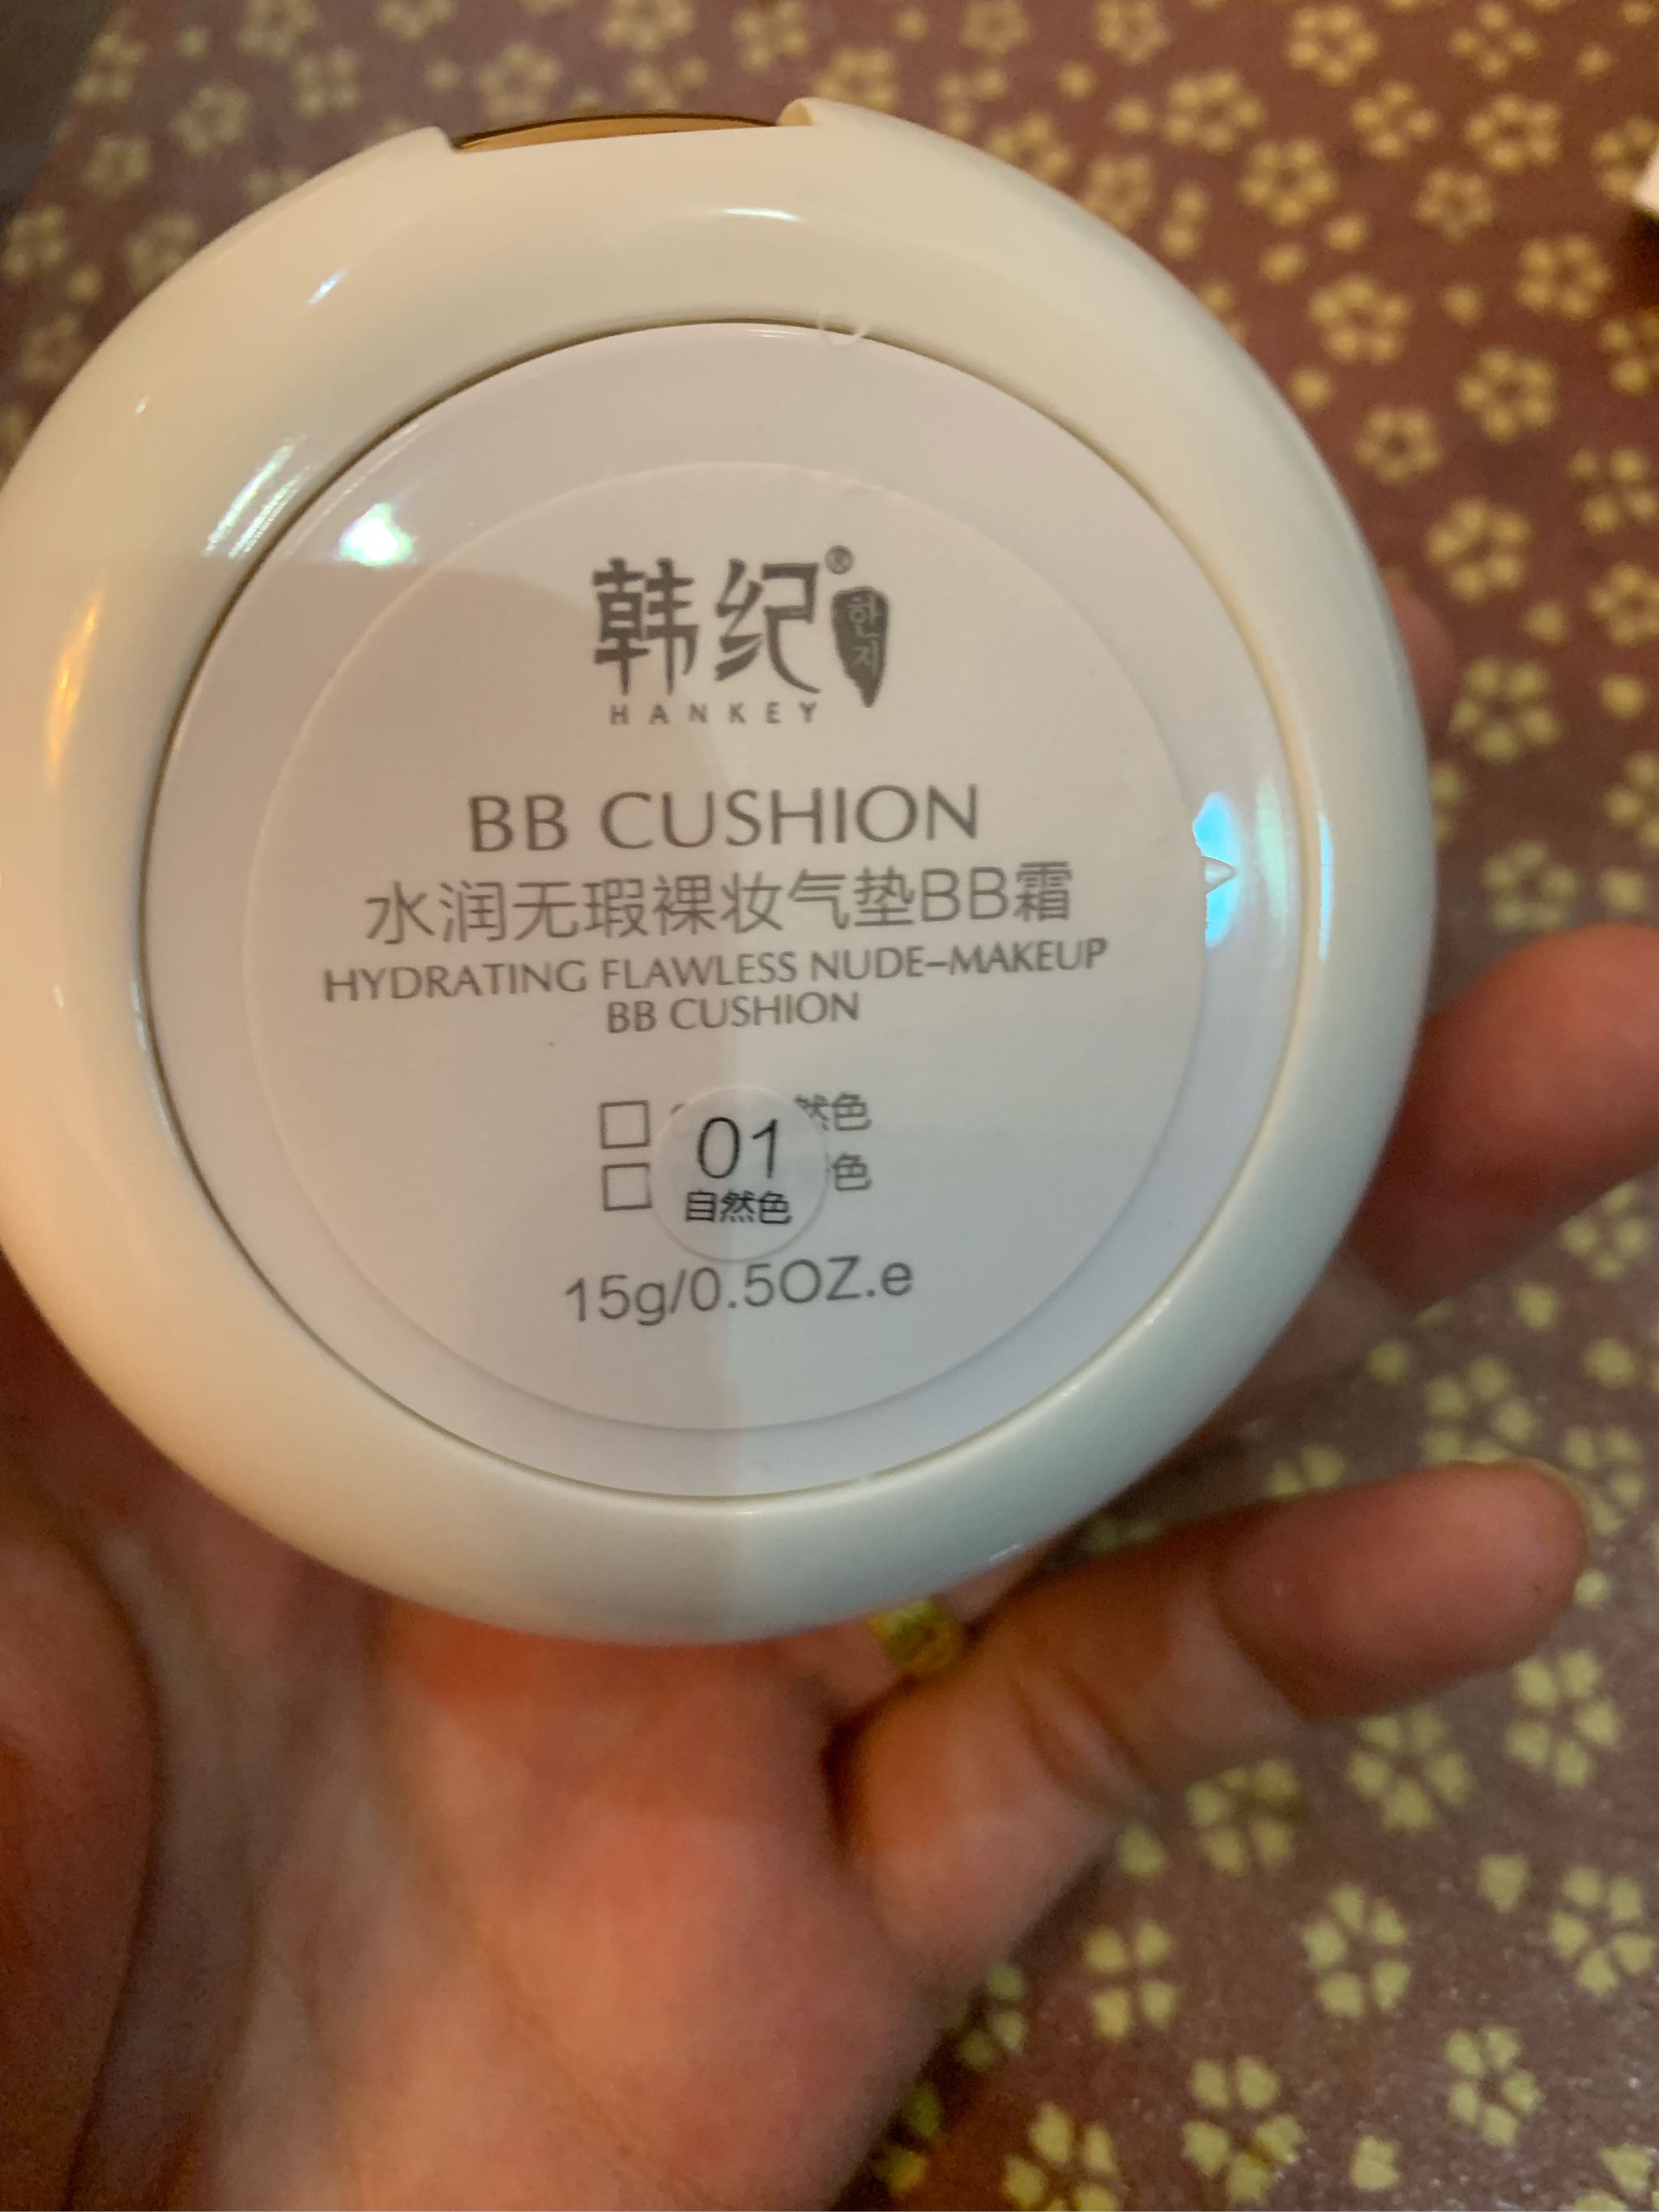 韩纪®
한지
HANKEY
BB CUSHION
水润无瑕裸妆气垫BB霜
HYDRATING FLAWLESS NUDE-MAKEUP
BB CUSHION
□ 然色
□ 色
01
自然色
15g/0.5OZ.e